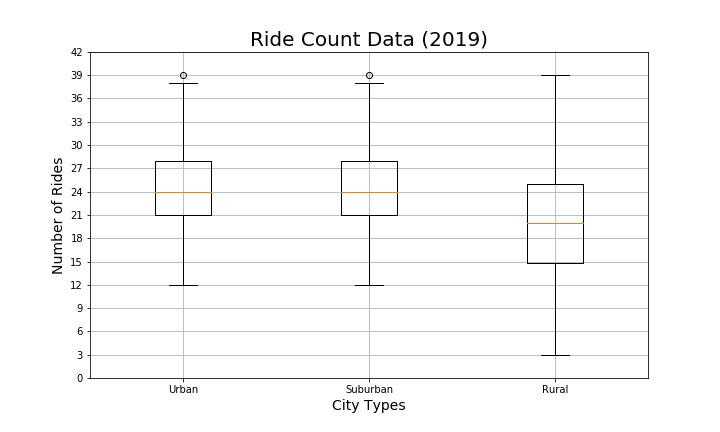 Ride Count Data (2019)
42
39
36
33
30
27
24
21
18
15
12
9
6
3
0
Number of Rides
Urban
Suburban
Rural
City Types